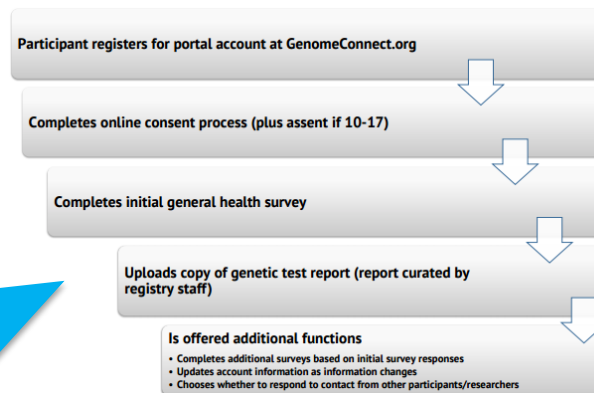 Participant registers for portal account at GenomeConnect.org
Completes online consent process (plus assent if 10-17)
Completes initial general health survey
Uploads copy of genetic test report (report curated by
registry staff)
Is offered additional functions
• Completes additional surveys based on initial survey responses
• Updates account information as information changes
• Chooses whether to respond to contact from other participants/researchers